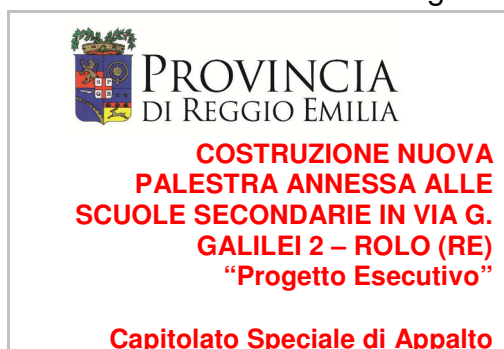 PROVINCIA
DI REGGIO EMILIA
COSTRUZIONE NUOVA
PALESTRA ANNESSA ALLE
SCUOLE SECONDARIE IN VIA G.
GALILEI 2 – ROLO (RE)
“Progetto Esecutivo”
Capitolato Speciale di Appalto